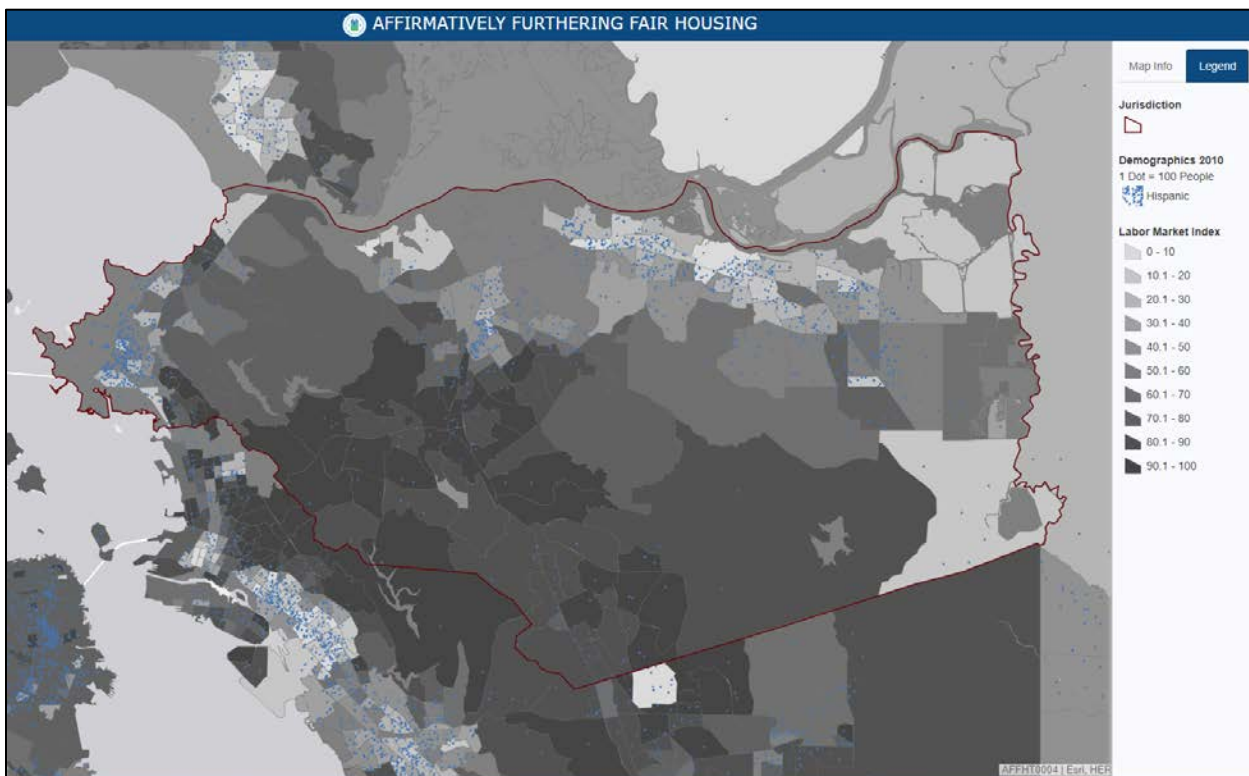 AFFIRMATIVELY FURTHERING FAIR HOUSING
Map Info Legend
Jurisdiction
Demographics 2010
1 Dot = 100 People
Hispanic
Labor Market Index
0 - 10
10.1 - 20
20.1 - 30
30.1 - 40
40.1 - 50
50.1 - 60
60.1 - 70
70.1 - 80
80.1 - 90
90.1 - 100
AFFHT0004 | Esri, HER